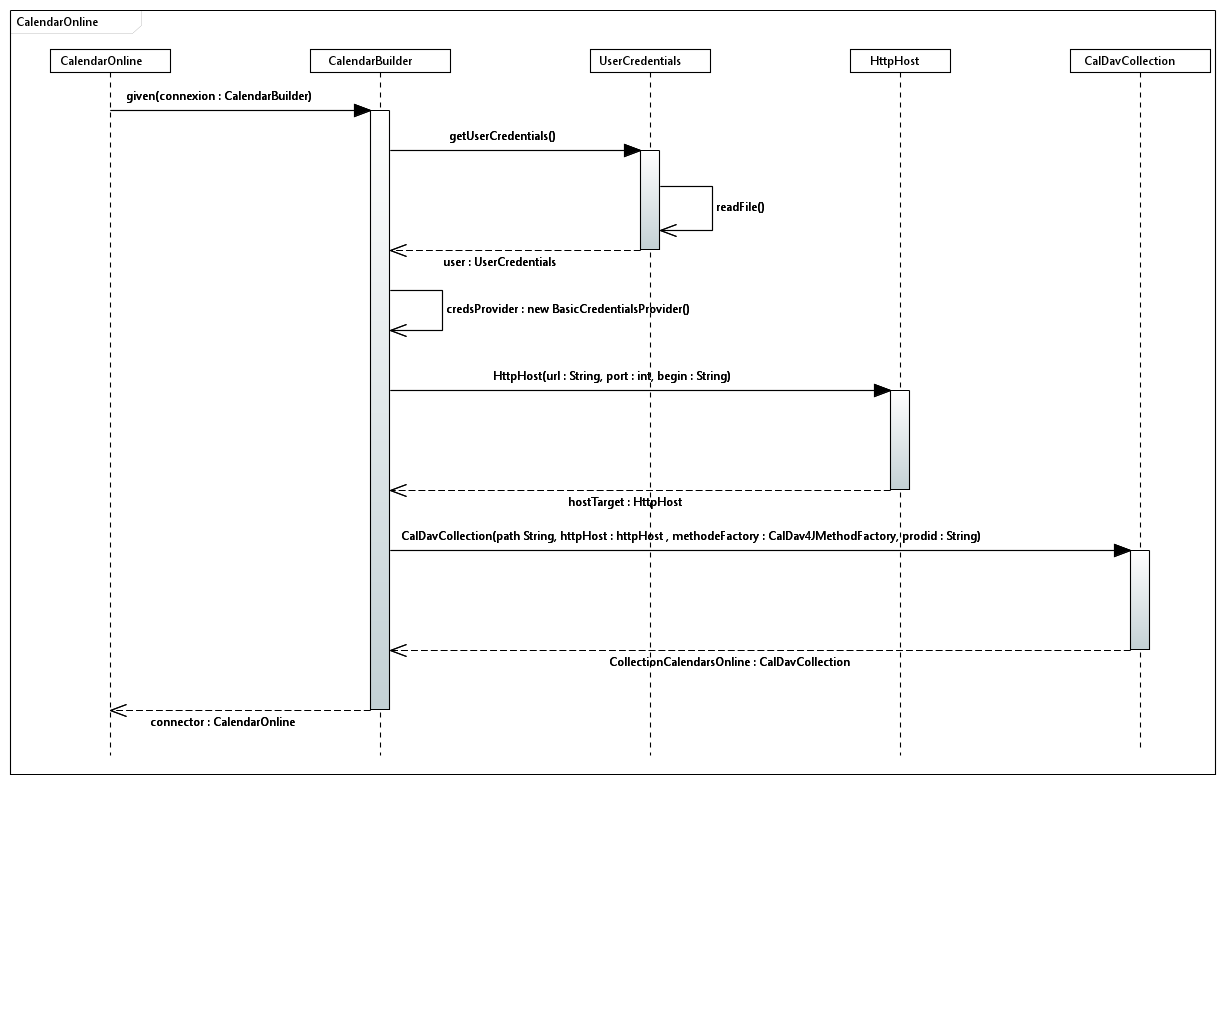 CalendarOnline
CalendarOnline
CalendarBuilder
UserCredentials
HttpHost
CalDavCollection
given(connexion : CalendarBuilder)
getUserCredentials()
readFile()
user : UserCredentials
credsProvider : new BasicCredentialsProvider()
HttpHost(url : String, port : int, begin : String)
hostTarget : HttpHost
CalDavCollection(path String, httpHost : httpHost , methodeFactory : CalDav4JMethodFactory, prodid : String)
CollectionCalendarsOnline : CalDavCollection
connector : CalendarOnline